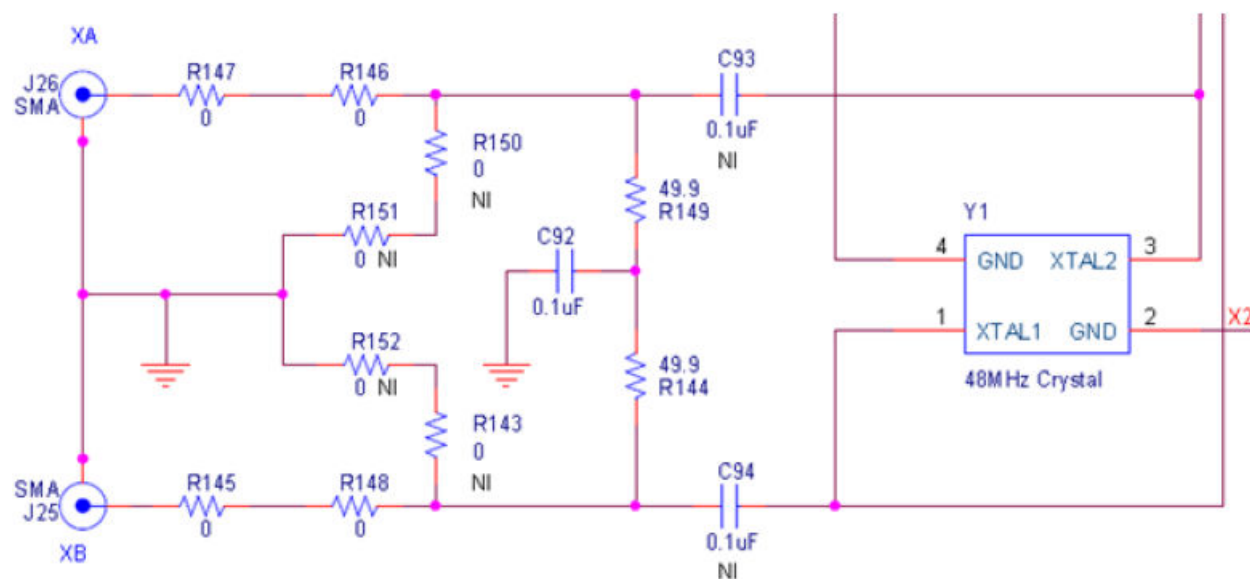 XA
J26
SMA
R147
0
R146
0
C93
0.1uF
NI
R150
0
NI
49.9
R149
R151
0 NI
C92
0.1uF
Y1
4
GND
XTAL2
3
1
XTAL1
GND
2
X2
48MHz Crystal
R152
0 NI
49.9
R144
R143
0
NI
SMA
J25
XB
R145
0
R148
0
C94
0.1uF
NI